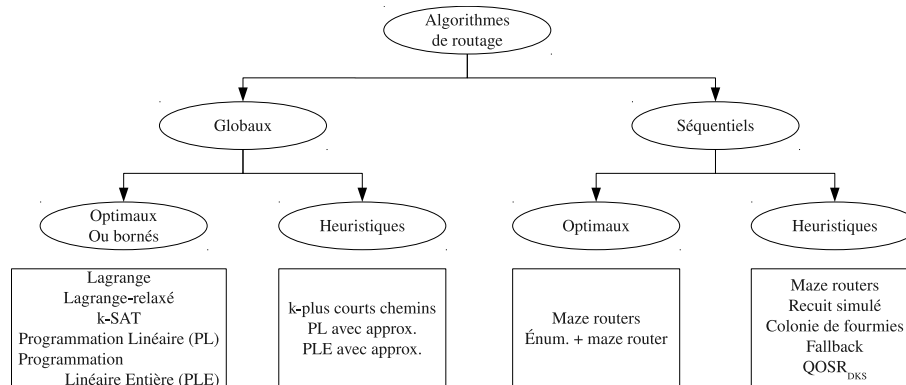 Algorithmes
de routage
Globaux
Séquentiels
Optimaux
Ou bornés
Heuristiques
Optimaux
Heuristiques
Lagrange
Lagrange-relaxé
k-SAT
Programmation Linéaire (PL)
Programmation
Linéaire Entière (PLE)
k-plus courts chemins
PL avec approx.
PLE avec approx.
Maze routers
Énum. + maze router
Maze routers
Recuit simulé
Colonie de fourmies
Fallback
QOSR_DKS